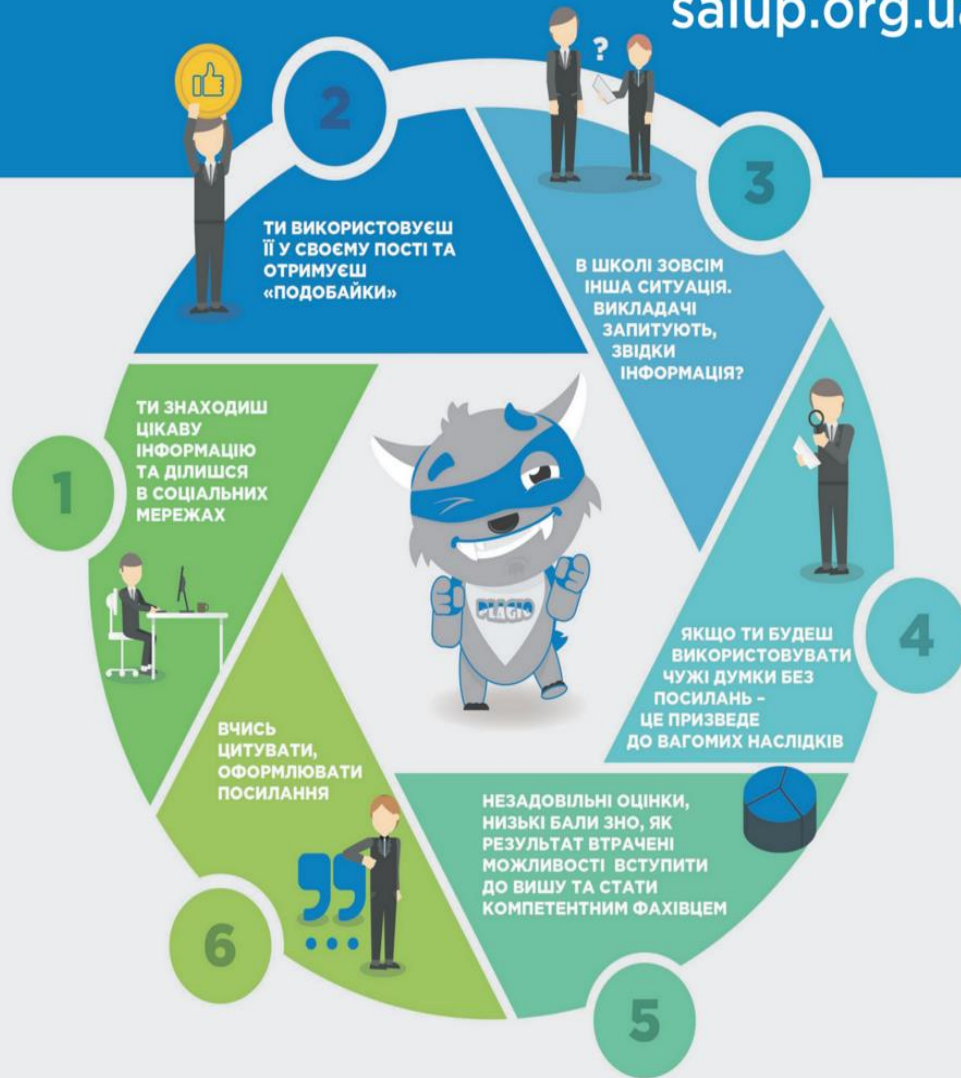 saiup.org.ua
2
?
3
ТИ ВИКОРИСТОВУЄШ
ЇЇ У СВОЄМУ ПОСТІ ТА
ОТРИМУЄШ
«ПОДОБАЙКИ»
В ШКОЛІ ЗОВСІМ
ІНША СИТУАЦІЯ.
ВИКЛАДАЧІ
ЗАПИТУЮТЬ,
ЗВІДКИ
ІНФОРМАЦІЯ?
1
ТИ ЗНАХОДИШ
ЦІКАВУ
ІНФОРМАЦІЮ
ТА ДІЛИШСЯ
В СОЦІАЛЬНИХ
МЕРЕЖАХ
PLAGIO
4
ЯКЩО ТИ БУДЕШ
ВИКОРИСТОВУВАТИ
ЧУЖІ ДУМКИ БЕЗ
ПОСИЛАНЬ –
ЦЕ ПРИЗВЕДЕ
ДО ВАГОМИХ НАСЛІДКІВ
НЕЗАДОВІЛЬНІ ОЦІНКИ,
НИЗЬКІ БАЛИ ЗНО, ЯК
РЕЗУЛЬТАТ ВТРАЧЕНІ
МОЖЛИВОСТІ ВСТУПИТИ
ДО ВИШУ ТА СТАТИ
КОМПЕТЕНТНИМ ФАХІВЦЕМ
5
ВЧИСЬ
ЦИТУВАТИ,
ОФОРМЛЮВАТИ
ПОСИЛАННЯ
6